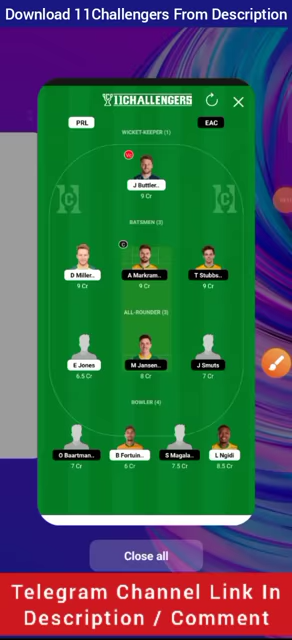 Download 11Challengers From Description
11CHALLENGERS
PRL
EAC
WICKET-KEEPER (1)
J Buttler..
9 Cr
BATSMEN (3)
C
D Miller..
A Markram..
T Stubbs..
9 Cr
9 Cr
9 Cr
ALL-ROUNDER (3)
E Jones
M Jansen..
J Smuts
6.5 Cr
8 Cr
7 Cr
BOWLER (4)
O Baartman..
B Fortuin..
S Magala..
L Ngidi
7 Cr
6 Cr
7.5 Cr
8.5 Cr
Close all
Telegram Channel Link In
Description / Comment